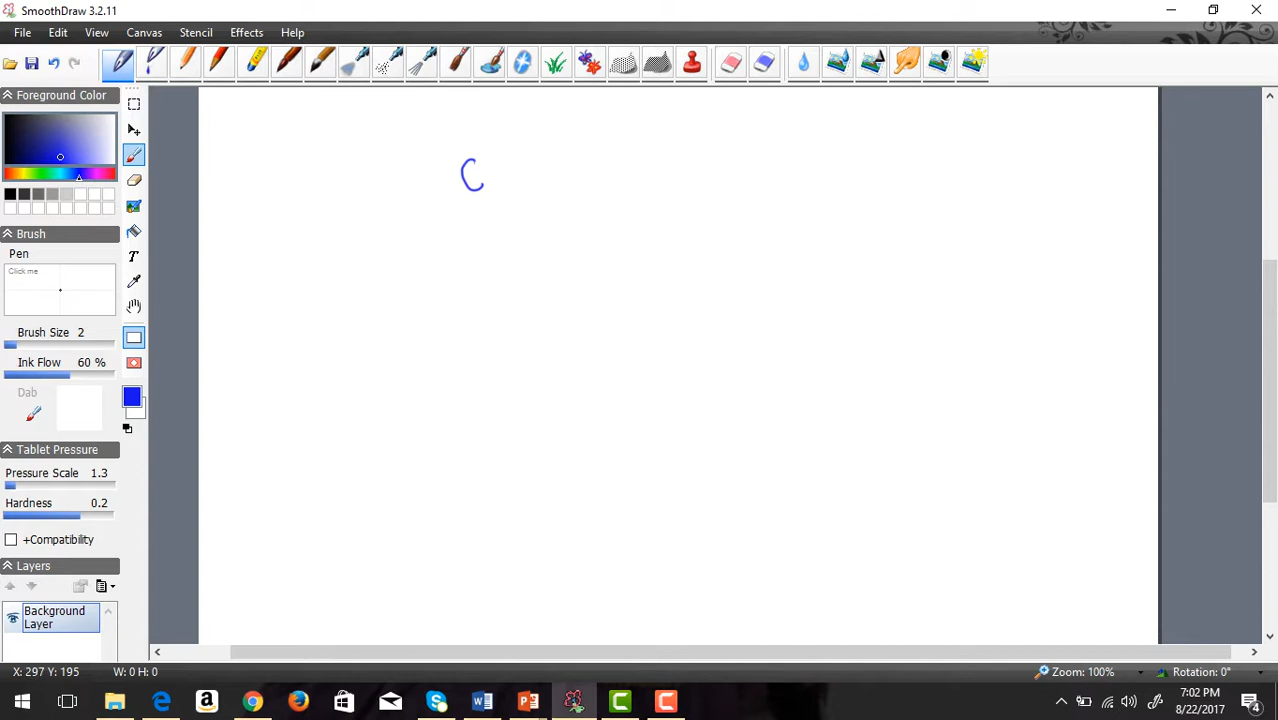 SmoothDraw 3.2.11
File Edit View Canvas Stencil Effects Help
Foreground Color
C
Brush
Pen
Click me
Brush Size 2
Ink Flow 60 %
Dab
Tablet Pressure
Pressure Scale 1.3
Hardness 0.2
+Compatibility
Layers
Background
Layer
X: 297 Y: 195 W: 0 H: 0 Zoom: 100% Rotation: 0°
7:02 PM
8/22/2017
4